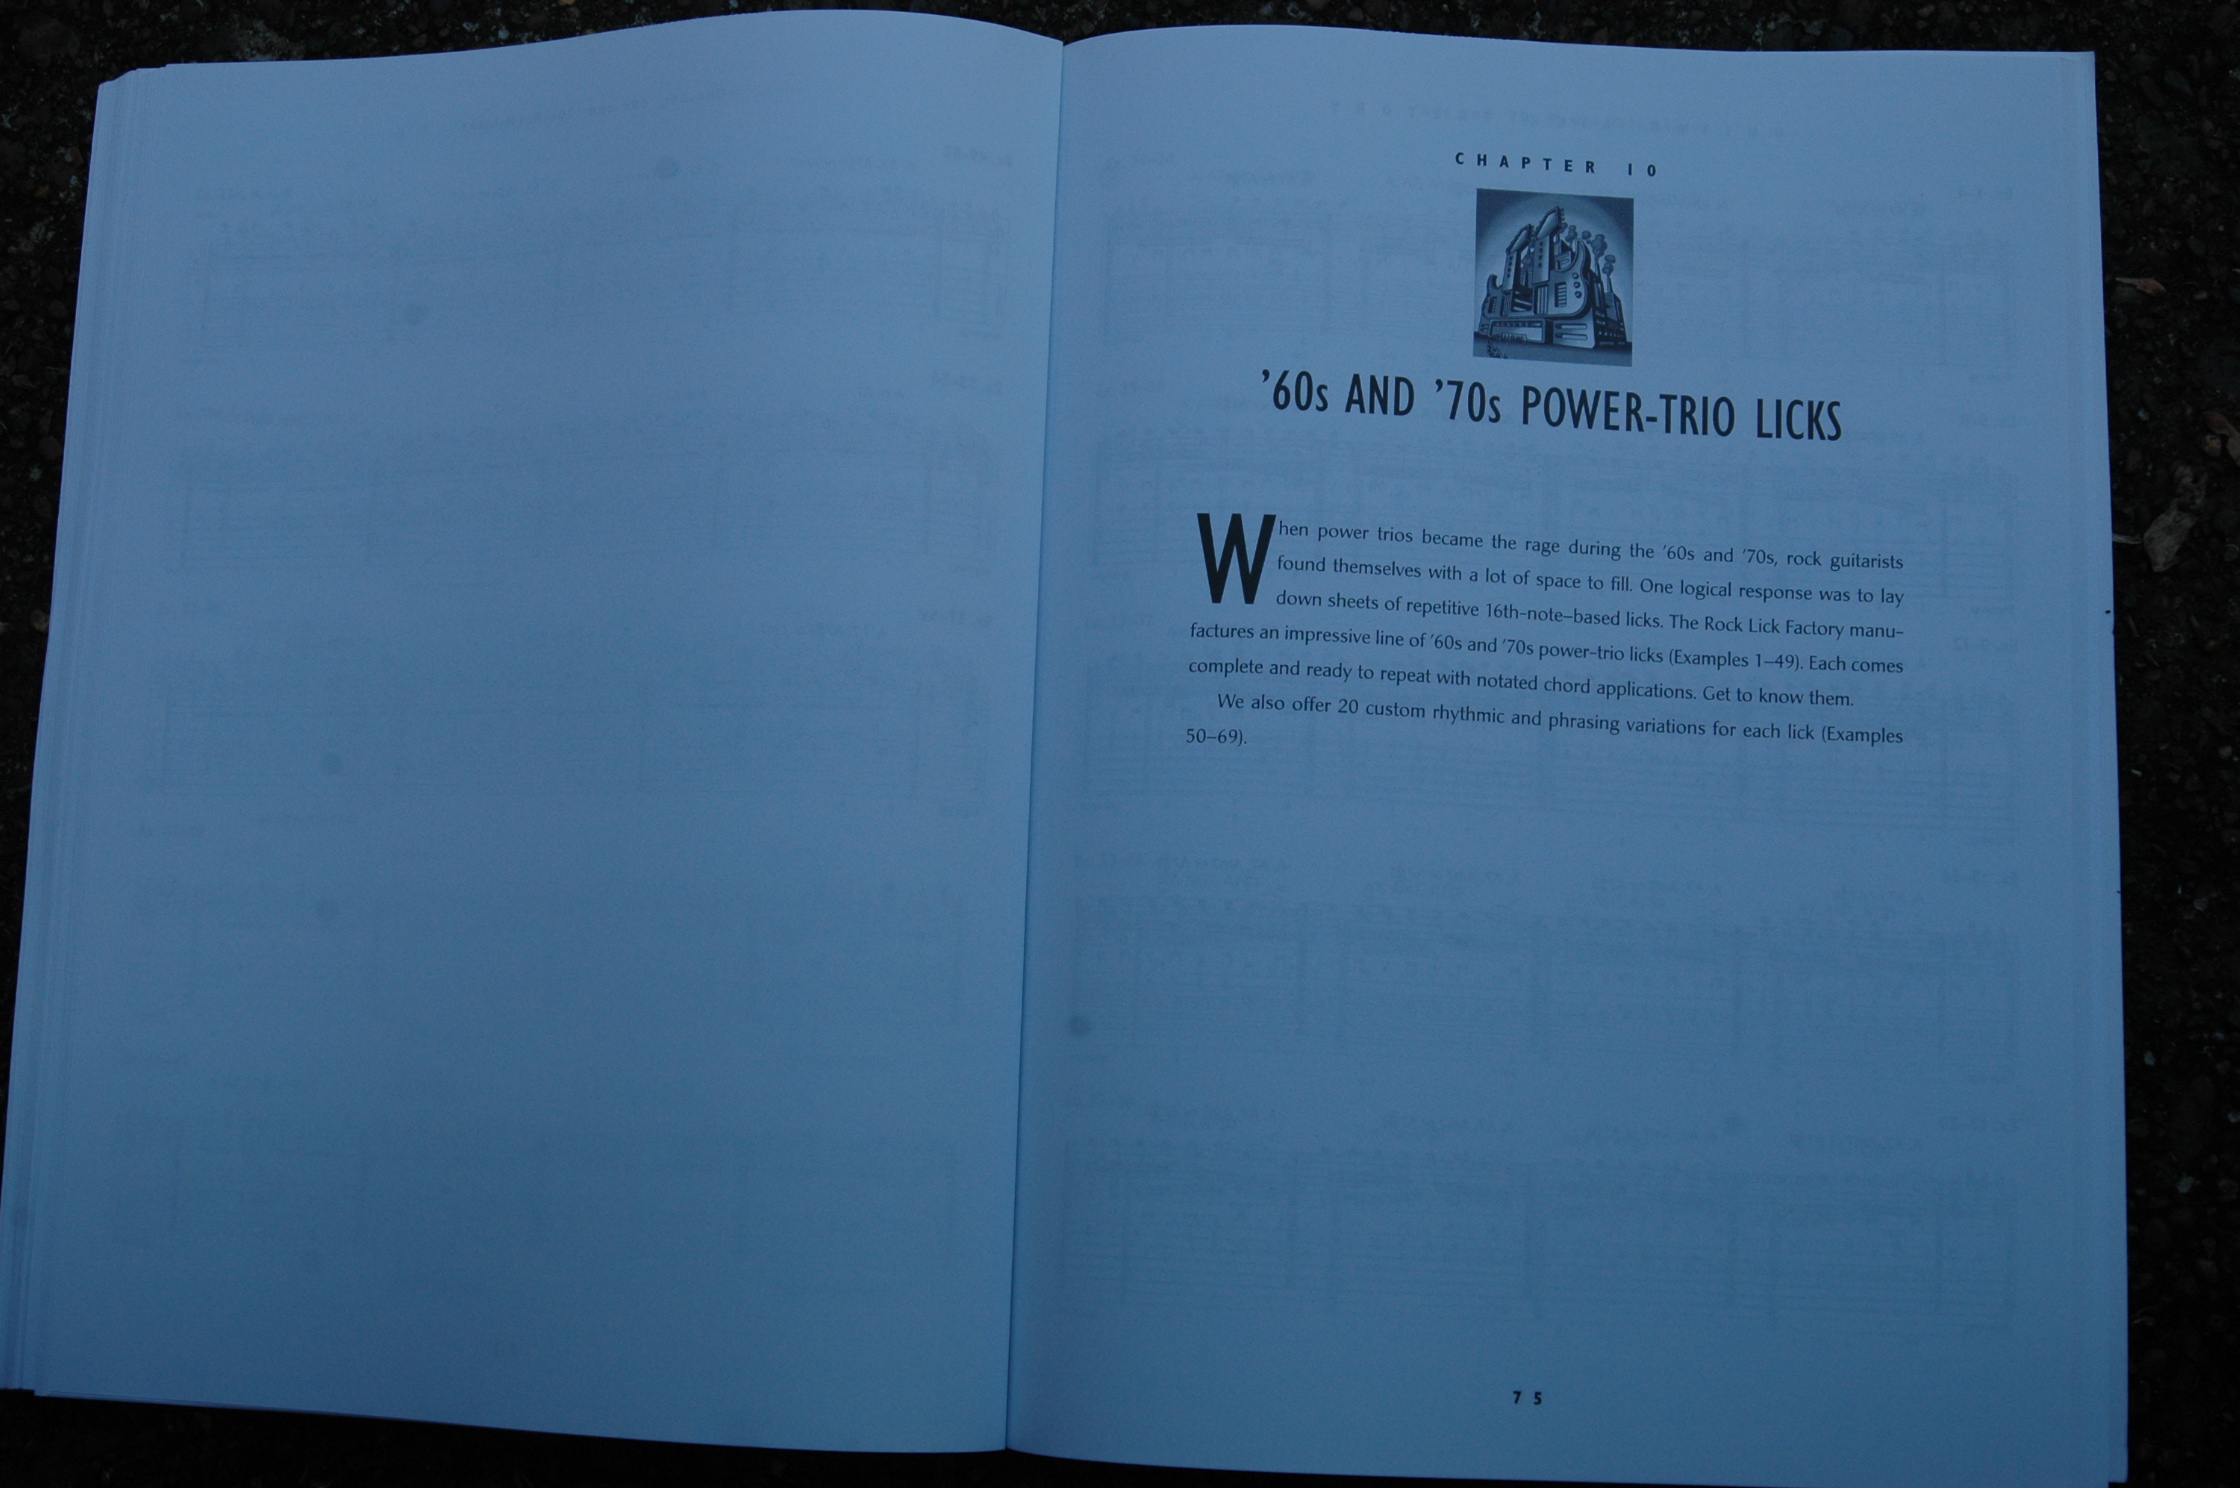 CHAPTER 10
’60s AND ’70s POWER-TRIO LICKS
When power trios became the rage during the ’60s and ’70s, rock guitarists
found themselves with a lot of space to fill. One logical response was to lay
down sheets of repetitive 16th-note–based licks. The Rock Lick Factory manu-
factures an impressive line of ’60s and ’70s power-trio licks (Examples 1–49). Each comes
complete and ready to repeat with notated chord applications. Get to know them.
We also offer 20 custom rhythmic and phrasing variations for each lick (Examples
50–69).
75